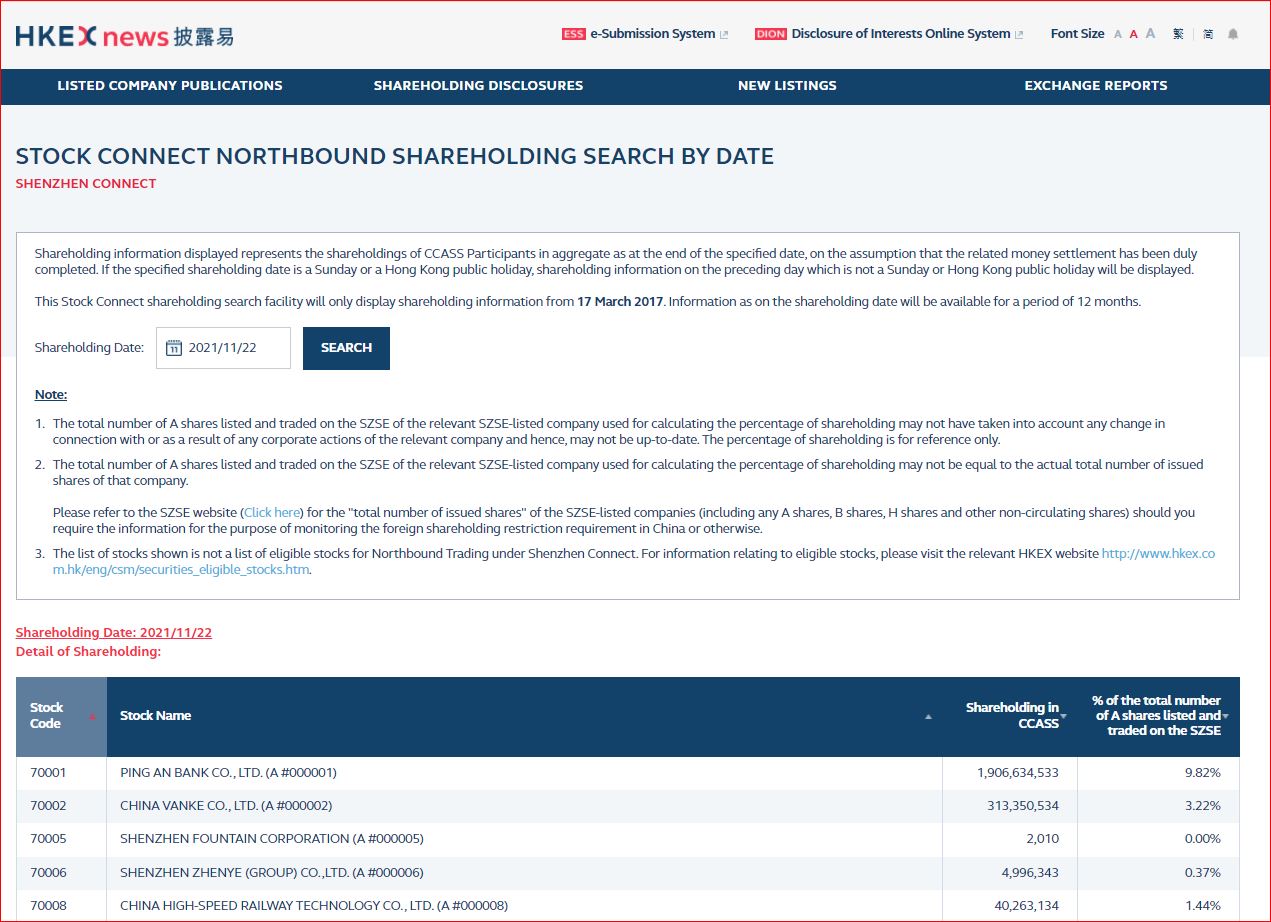 HKEXnews 披露易
ESS e-Submission System DION Disclosure of Interests Online System Font Size A A A 繁 简
LISTED COMPANY PUBLICATIONS SHAREHOLDING DISCLOSURES NEW LISTINGS EXCHANGE REPORTS
STOCK CONNECT NORTHBOUND SHAREHOLDING SEARCH BY DATE
SHENZHEN CONNECT
Shareholding information displayed represents the shareholdings of CCASS Participants in aggregate as at the end of the specified date, on the assumption that the related money settlement has been duly
completed. If the specified shareholding date is a Sunday or a Hong Kong public holiday, shareholding information on the preceding day which is not a Sunday or Hong Kong public holiday will be displayed.
This Stock Connect shareholding search facility will only display shareholding information from 17 March 2017. Information as on the shareholding date will be available for a period of 12 months.
Shareholding Date: 11 2021/11/22 SEARCH
Note:
1. The total number of A shares listed and traded on the SZSE of the relevant SZSE-listed company used for calculating the percentage of shareholding may not have taken into account any change in
connection with or as a result of any corporate actions of the relevant company and hence, may not be up-to-date. The percentage of shareholding is for reference only.
2. The total number of A shares listed and traded on the SZSE of the relevant SZSE-listed company used for calculating the percentage of shareholding may not be equal to the actual total number of issued
shares of that company.
Please refer to the SZSE website (Click here) for the "total number of issued shares" of the SZSE-listed companies (including any A shares, B shares, H shares and other non-circulating shares) should you
require the information for the purpose of monitoring the foreign shareholding restriction requirement in China or otherwise.
3. The list of stocks shown is not a list of eligible stocks for Northbound Trading under Shenzhen Connect. For information relating to eligible stocks, please visit the relevant HKEX website http://www.hkex.co
m.hk/eng/csm/securities_eligible_stocks.htm.
Shareholding Date: 2021/11/22
Detail of Shareholding:
Stock Code Stock Name Shareholding in CCASS % of the total number of A shares listed and traded on the SZSE
70001 PING AN BANK CO., LTD. (A #000001) 1,906,634,533 9.82%
70002 CHINA VANKE CO., LTD. (A #000002) 313,350,534 3.22%
70005 SHENZHEN FOUNTAIN CORPORATION (A #000005) 2,010 0.00%
70006 SHENZHEN ZHENYE (GROUP) CO.,LTD. (A #000006) 4,996,343 0.37%
70008 CHINA HIGH-SPEED RAILWAY TECHNOLOGY CO., LTD. (A #000008) 40,263,134 1.44%